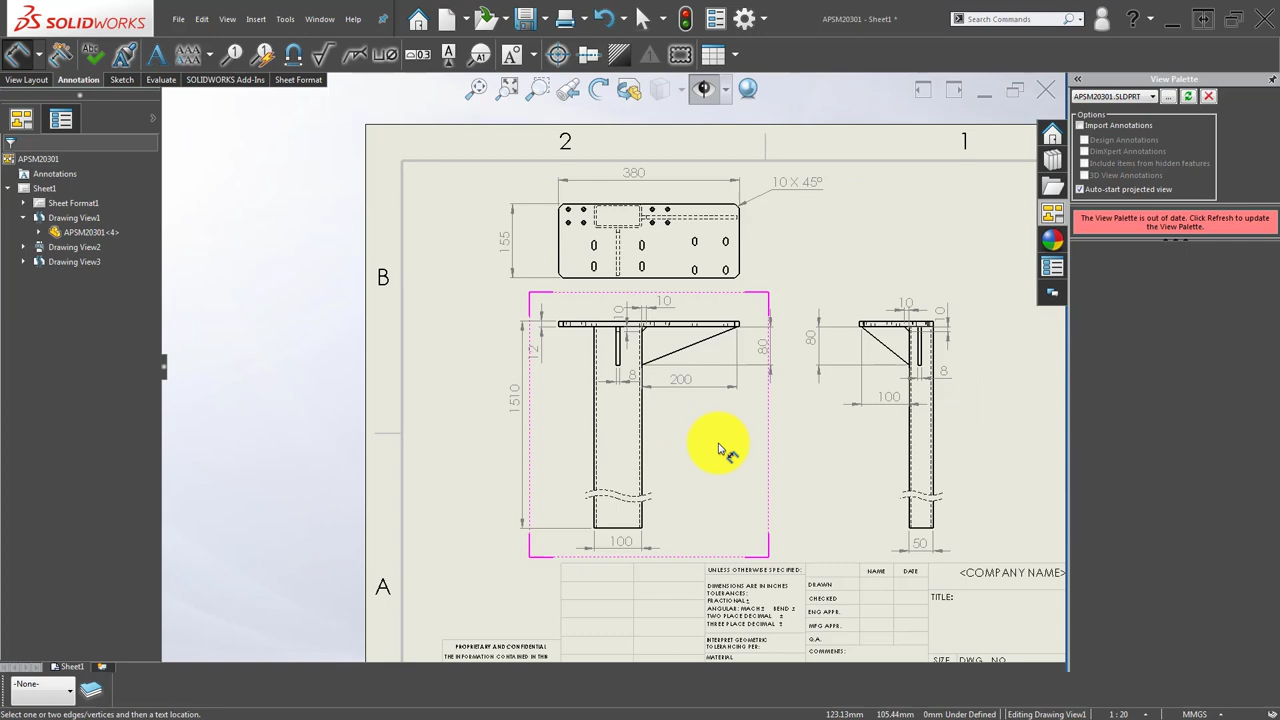 SOLIDWORKS
File Edit View Insert Tools Window Help
APSM20301 - Sheet1 *
Search Commands
View Layout Annotation Sketch Evaluate SOLIDWORKS Add-Ins Sheet Format
APSM20301
Annotations
Sheet1
Sheet Format1
Drawing View1
APSM20301<4>
Drawing View2
Drawing View3
View Palette
APSM20301.SLDPRT
Options
Import Annotations
Design Annotations
DimXpert Annotations
Include items from hidden features
3D View Annotations
Auto-start projected view
The View Palette is out of date. Click Refresh to update
the View Palette.
2 1
B
A
380
10 X 45°
155
10
10
12
80
8
200
1510
100
10
10
80
8
100
50
UNLESS OTHERWISE SPECIFIED:
DIMENSIONS ARE IN INCHES
TOLERANCES:
FRACTIONAL ±
ANGULAR: MACH ± BEND ±
TWO PLACE DECIMAL ±
THREE PLACE DECIMAL ±
INTERPRET GEOMETRIC
TOLERANCING PER:
MATERIAL
NAME DATE
DRAWN
CHECKED
ENG APPR.
MFG APPR.
Q.A.
COMMENTS:
<COMPANY NAME>
TITLE:
SIZE DWG. NO.
PROPRIETARY AND CONFIDENTIAL
THE INFORMATION CONTAINED IN THIS
Sheet1
-None-
Select one or two edges/vertices and then a text location.
123.13mm 105.44mm 0mm Under Defined Editing Drawing View1 1 : 20 MMGS